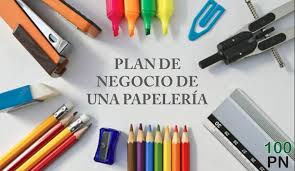 PLAN DE
NEGOCIO DE
UNA PAPELERÍA
100
PN